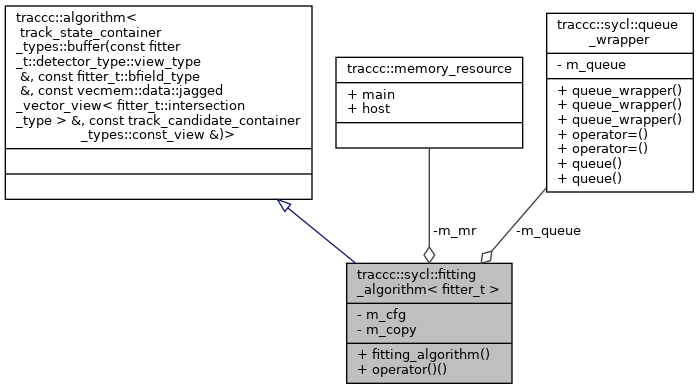 traccc::algorithm<
track_state_container
_types::buffer(const fitter
_t::detector_type::view_type
&, const fitter_t::bfield_type
&, const vecmem::data::jagged
_vector_view< fitter_t::intersection
_type > &, const track_candidate_container
_types::const_view &)>
traccc::memory_resource
+ main
+ host
traccc::sycl::queue
_wrapper
- m_queue
+ queue_wrapper()
+ queue_wrapper()
+ queue_wrapper()
+ operator=()
+ operator=()
+ queue()
+ queue()
-m_mr
-m_queue
traccc::sycl::fitting
_algorithm< fitter_t >
- m_cfg
- m_copy
+ fitting_algorithm()
+ operator()()